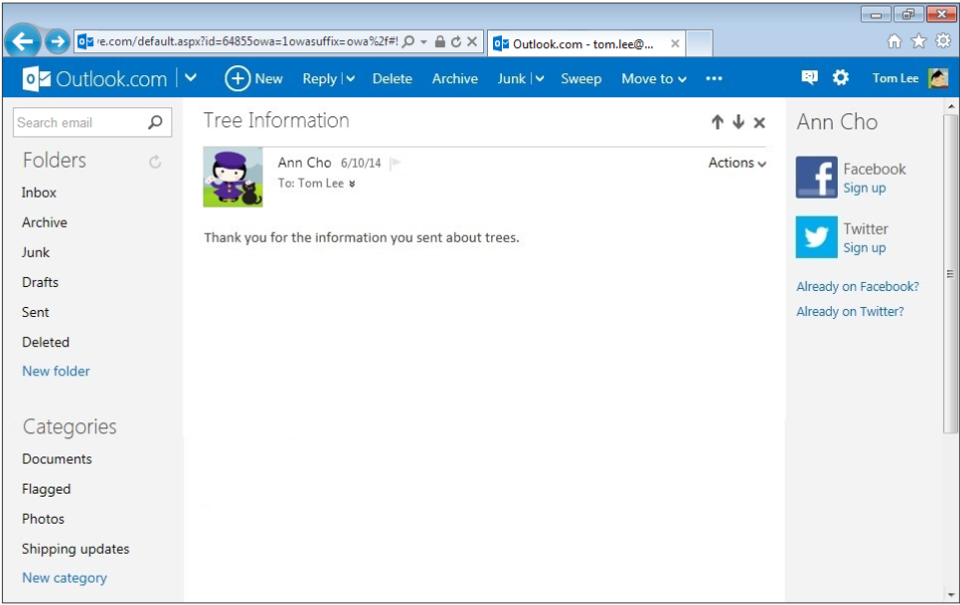 ve.com/default.aspx?id=64855owa=1owasuffix=owa%2f#!
Outlook.com - tom.lee@...
Outlook.com
New Reply Delete Archive Junk Sweep Move to ••• Tom Lee
Search email
Folders
Inbox
Archive
Junk
Drafts
Sent
Deleted
New folder
Categories
Documents
Flagged
Photos
Shipping updates
New category
Tree Information
Ann Cho 6/10/14
Actions
To: Tom Lee
Thank you for the information you sent about trees.
Ann Cho
Facebook
Sign up
Twitter
Sign up
Already on Facebook?
Already on Twitter?